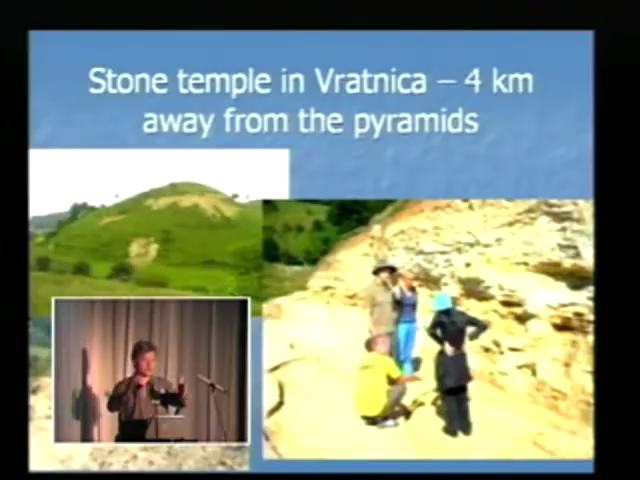 Stone temple in Vratnica – 4 km
away from the pyramids